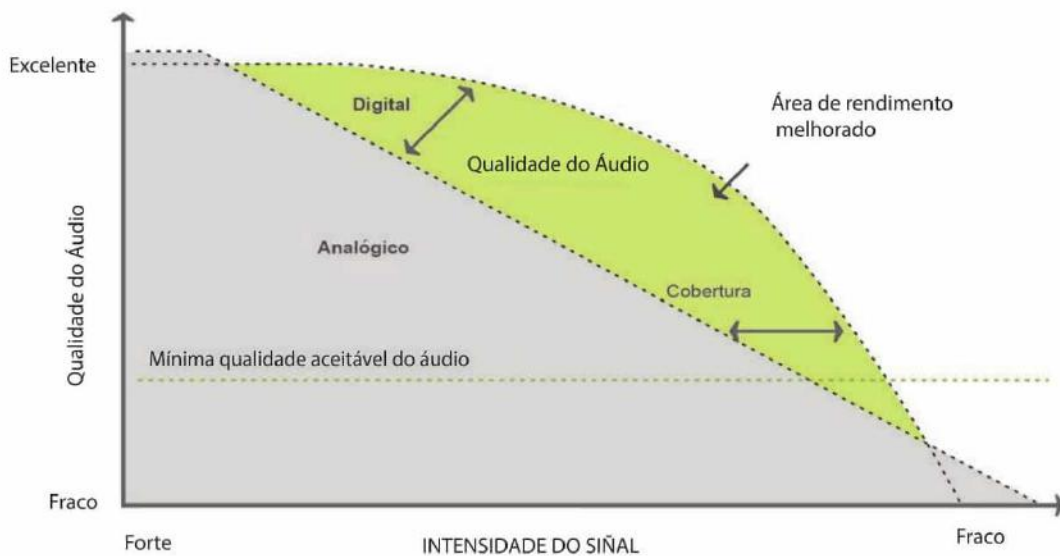 Excelente
Digital
Área de rendimento
melhorado
Qualidade do Áudio
Qualidade do Áudio
Analógico
Cobertura
Mínima qualidade aceitável do áudio
Fraco
Forte
INTENSIDADE DO SIÑAL
Fraco